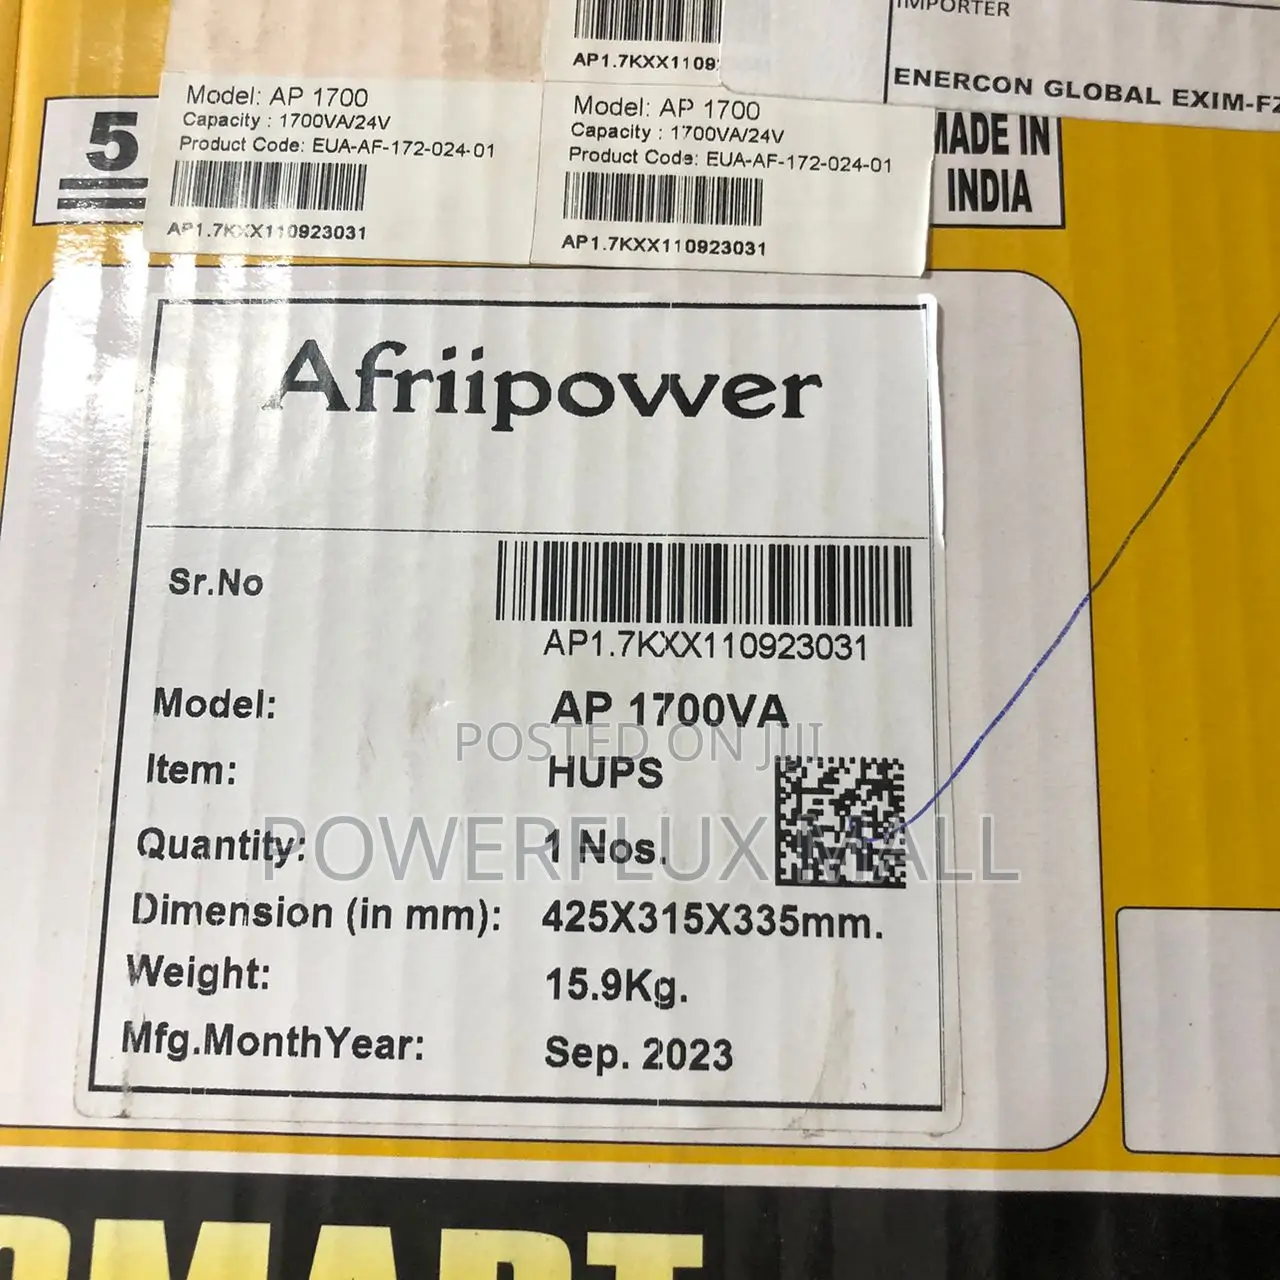 IMPORTER
ENERCON GLOBAL EXIM-FZ
AP1.7KXX11092
5
Model: AP 1700
Capacity : 1700VA/24V
Product Code: EUA-AF-172-024-01
AP1.7KXX110923031
Model: AP 1700
Capacity : 1700VA/24V
Product Code: EUA-AF-172-024-01
AP1.7KXX110923031
MADE IN
INDIA
Afriipower
Sr.No
AP1.7KXX110923031
Model: AP 1700VA
POSTED ON JIJI
Item: HUPS
Quantity: 1 Nos.
POWERFLUX MALL
Dimension (in mm): 425X315X335mm.
Weight: 15.9Kg.
Mfg.MonthYear: Sep. 2023
SMART